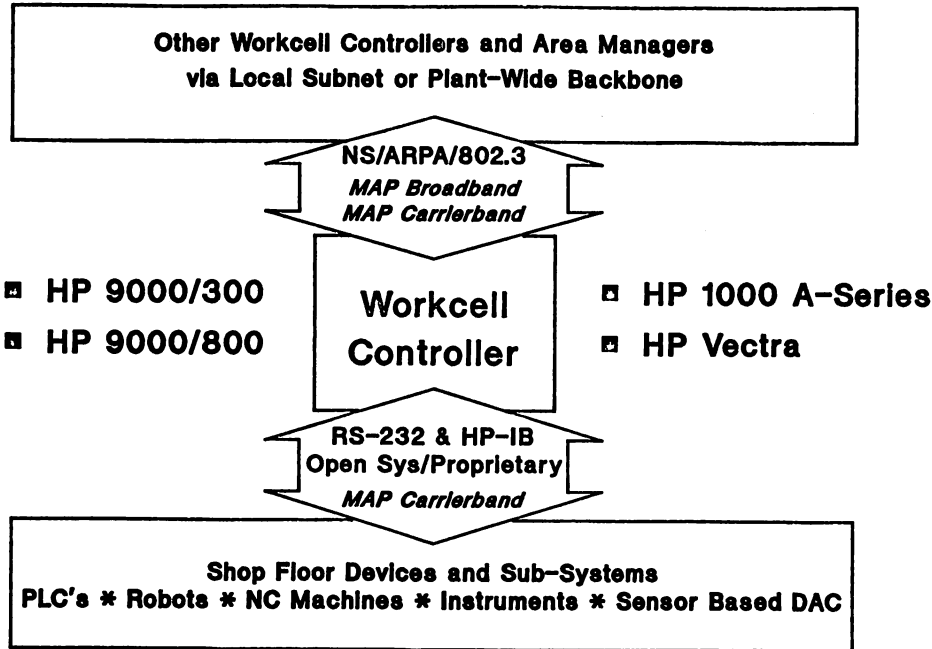 Other Workcell Controllers and Area Managers
via Local Subnet or Plant-Wide Backbone
NS/ARPA/802.3
MAP Broadband
MAP Carrierband
HP 9000/300
HP 9000/800
Workcell
Controller
HP 1000 A-Series
HP Vectra
RS-232 & HP-IB
Open Sys/Proprietary
MAP Carrierband
Shop Floor Devices and Sub-Systems
PLC's * Robots * NC Machines * Instruments * Sensor Based DAC